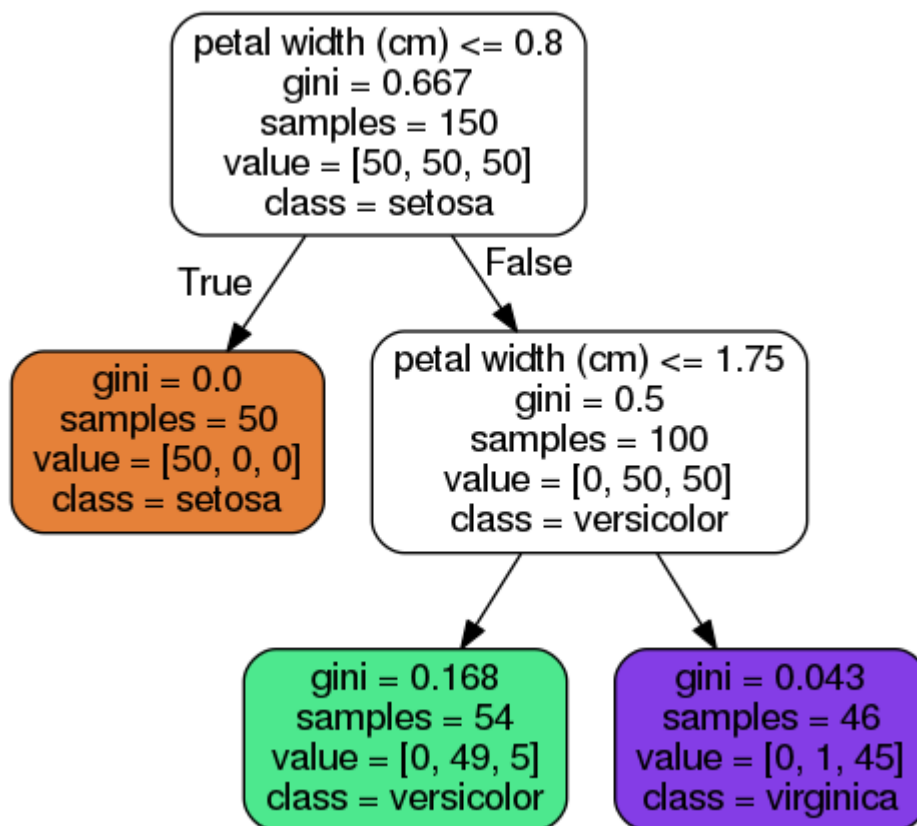 petal width (cm) <= 0.8
gini = 0.667
samples = 150
value = [50, 50, 50]
class = setosa
True
False
gini = 0.0
samples = 50
value = [50, 0, 0]
class = setosa
petal width (cm) <= 1.75
gini = 0.5
samples = 100
value = [0, 50, 50]
class = versicolor
gini = 0.168
samples = 54
value = [0, 49, 5]
class = versicolor
gini = 0.043
samples = 46
value = [0, 1, 45]
class = virginica